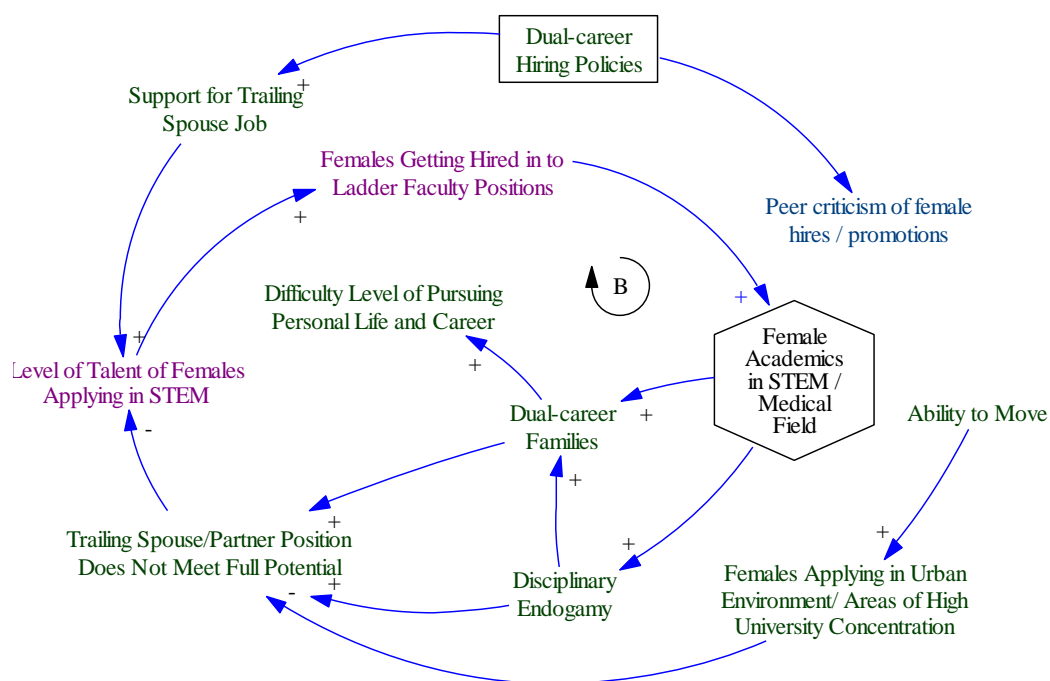 Dual-career
Hiring Policies
+
Support for Trailing
Spouse Job
Females Getting Hired in to
Ladder Faculty Positions
+
Peer criticism of female
hires / promotions
Difficulty Level of Pursuing
Personal Life and Career
B
+
+
Level of Talent of Females
Applying in STEM
-
+
Female
Academics
in STEM /
Medical
Field
Dual-career
Families
+
+
Ability to Move
Trailing Spouse/Partner Position
Does Not Meet Full Potential
+
+
-
Disciplinary
Endogamy
+
+
Females Applying in Urban
Environment/ Areas of High
University Concentration